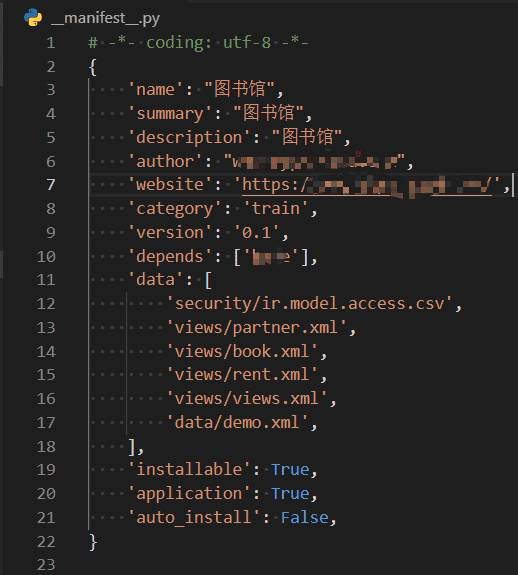 __manifest__.py
1 # -*- coding: utf-8 -*-
2 {
3 'name': "图书馆",
4 'summary': "图书馆",
5 'description': "图书馆",
6 'author': "
7 'website': 'https:/ /',
8 'category': 'train',
9 'version': '0.1',
10 'depends': [' '],
11 'data': [
12 'security/ir.model.access.csv',
13 'views/partner.xml',
14 'views/book.xml',
15 'views/rent.xml',
16 'views/views.xml',
17 'data/demo.xml',
18 ],
19 'installable': True,
20 'application': True,
21 'auto_install': False,
22 }
23